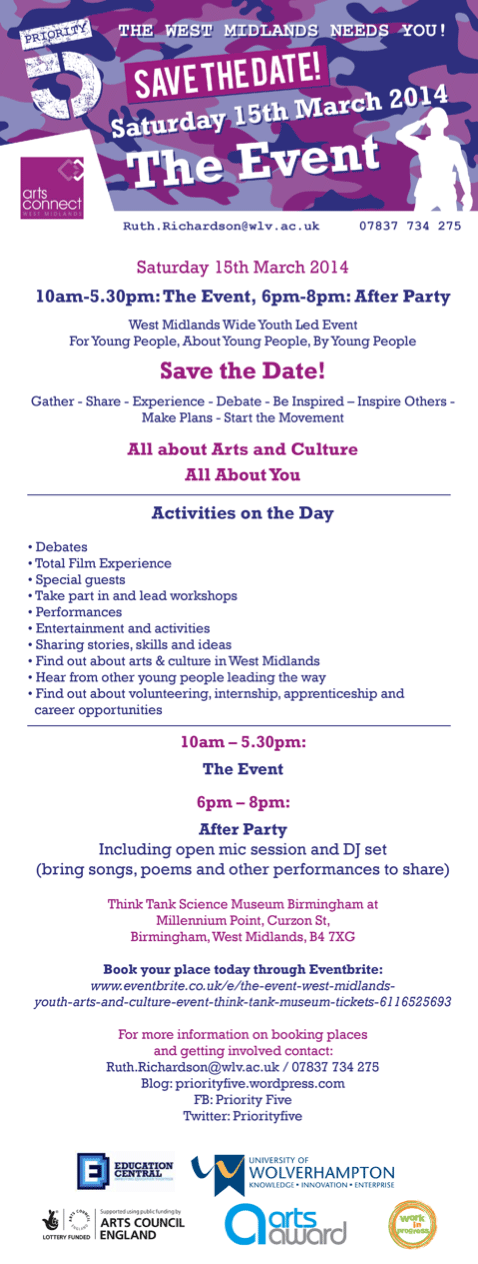 PRIORITY
5
THE WEST MIDLANDS NEEDS YOU!
SAVE THE DATE!
Saturday 15th March 2014
The Event
arts
connect
WEST MIDLANDS
Ruth.Richardson@wlv.ac.uk 07837 734 275
Saturday 15th March 2014
10am-5.30pm: The Event, 6pm-8pm: After Party
West Midlands Wide Youth Led Event
For Young People, About Young People, By Young People
Save the Date!
Gather - Share - Experience - Debate - Be Inspired – Inspire Others -
Make Plans - Start the Movement
All about Arts and Culture
All About You
Activities on the Day
• Debates
• Total Film Experience
• Special guests
• Take part in and lead workshops
• Performances
• Entertainment and activities
• Sharing stories, skills and ideas
• Find out about arts & culture in West Midlands
• Hear from other young people leading the way
• Find out about volunteering, internship, apprenticeship and
career opportunities
10am – 5.30pm:
The Event
6pm – 8pm:
After Party
Including open mic session and DJ set
(bring songs, poems and other performances to share)
Think Tank Science Museum Birmingham at
Millennium Point, Curzon St,
Birmingham, West Midlands, B4 7XG
Book your place today through Eventbrite:
www.eventbrite.co.uk/e/the-event-west-midlands-
youth-arts-and-culture-event-think-tank-museum-tickets-6116525693
For more information on booking places
and getting involved contact:
Ruth.Richardson@wlv.ac.uk / 07837 734 275
Blog: priorityfive.wordpress.com
FB: Priority Five
Twitter: Priorityfive
EDUCATION
CENTRAL
UNIVERSITY OF
WOLVERHAMPTON
KNOWLEDGE • INNOVATION • ENTERPRISE
LOTTERY FUNDED
Supported using public funding by
ARTS COUNCIL
ENGLAND
arts
award
work
in
progress